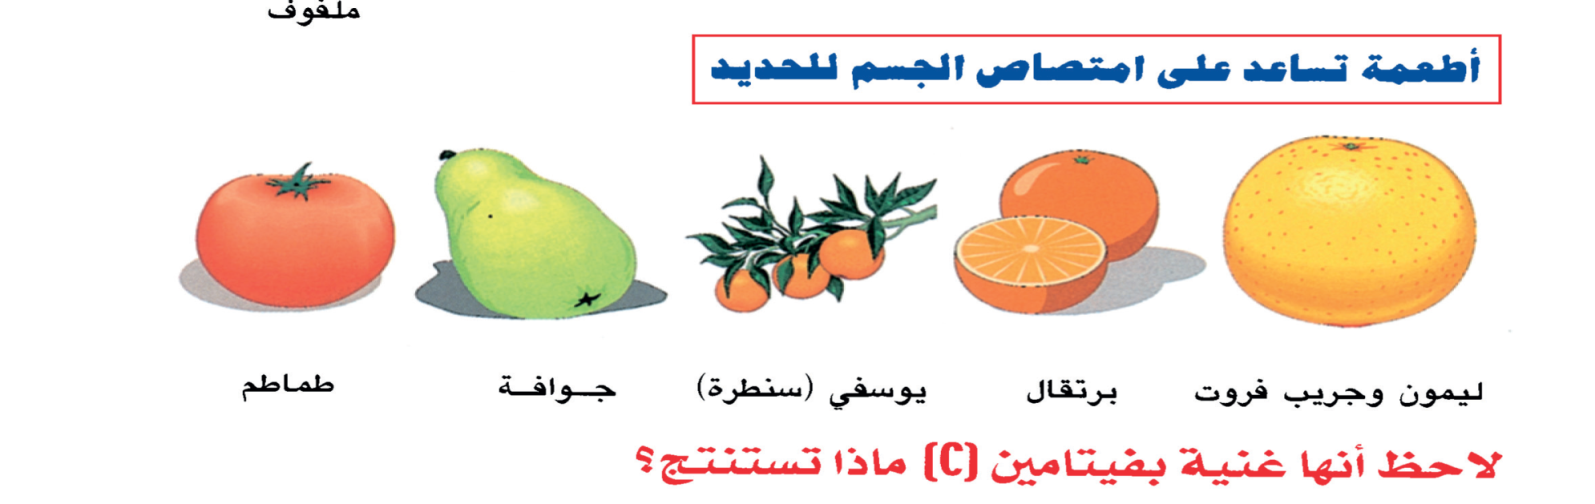 ملفوف
أطعمة تساعد على امتصاص الجسم للحديد
ليمون وجريب فروت برتقال يوسفي (سنطرة) جـوافـة طماطم
لاحظ أنها غنية بفيتامين (C) ماذا تستنتج؟